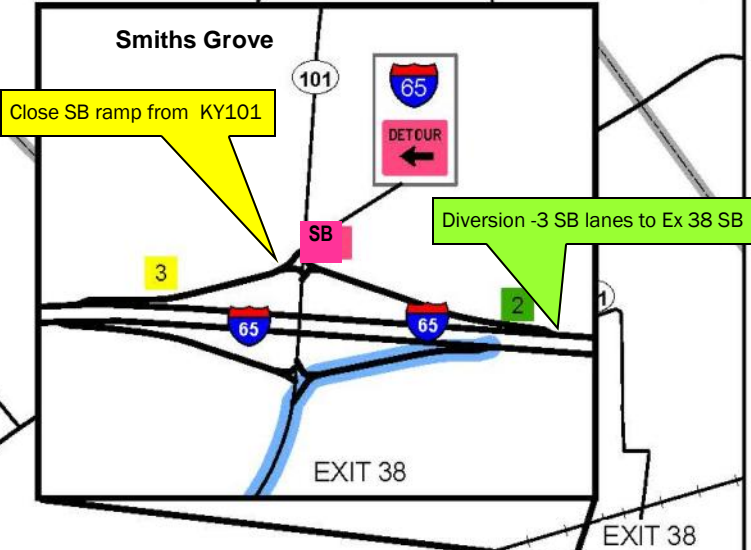 Smiths Grove
101
65
Close SB ramp from KY101
DETOUR
SB
Diversion -3 SB lanes to Ex 38 SB
3
2
65
65
EXIT 38
EXIT 38